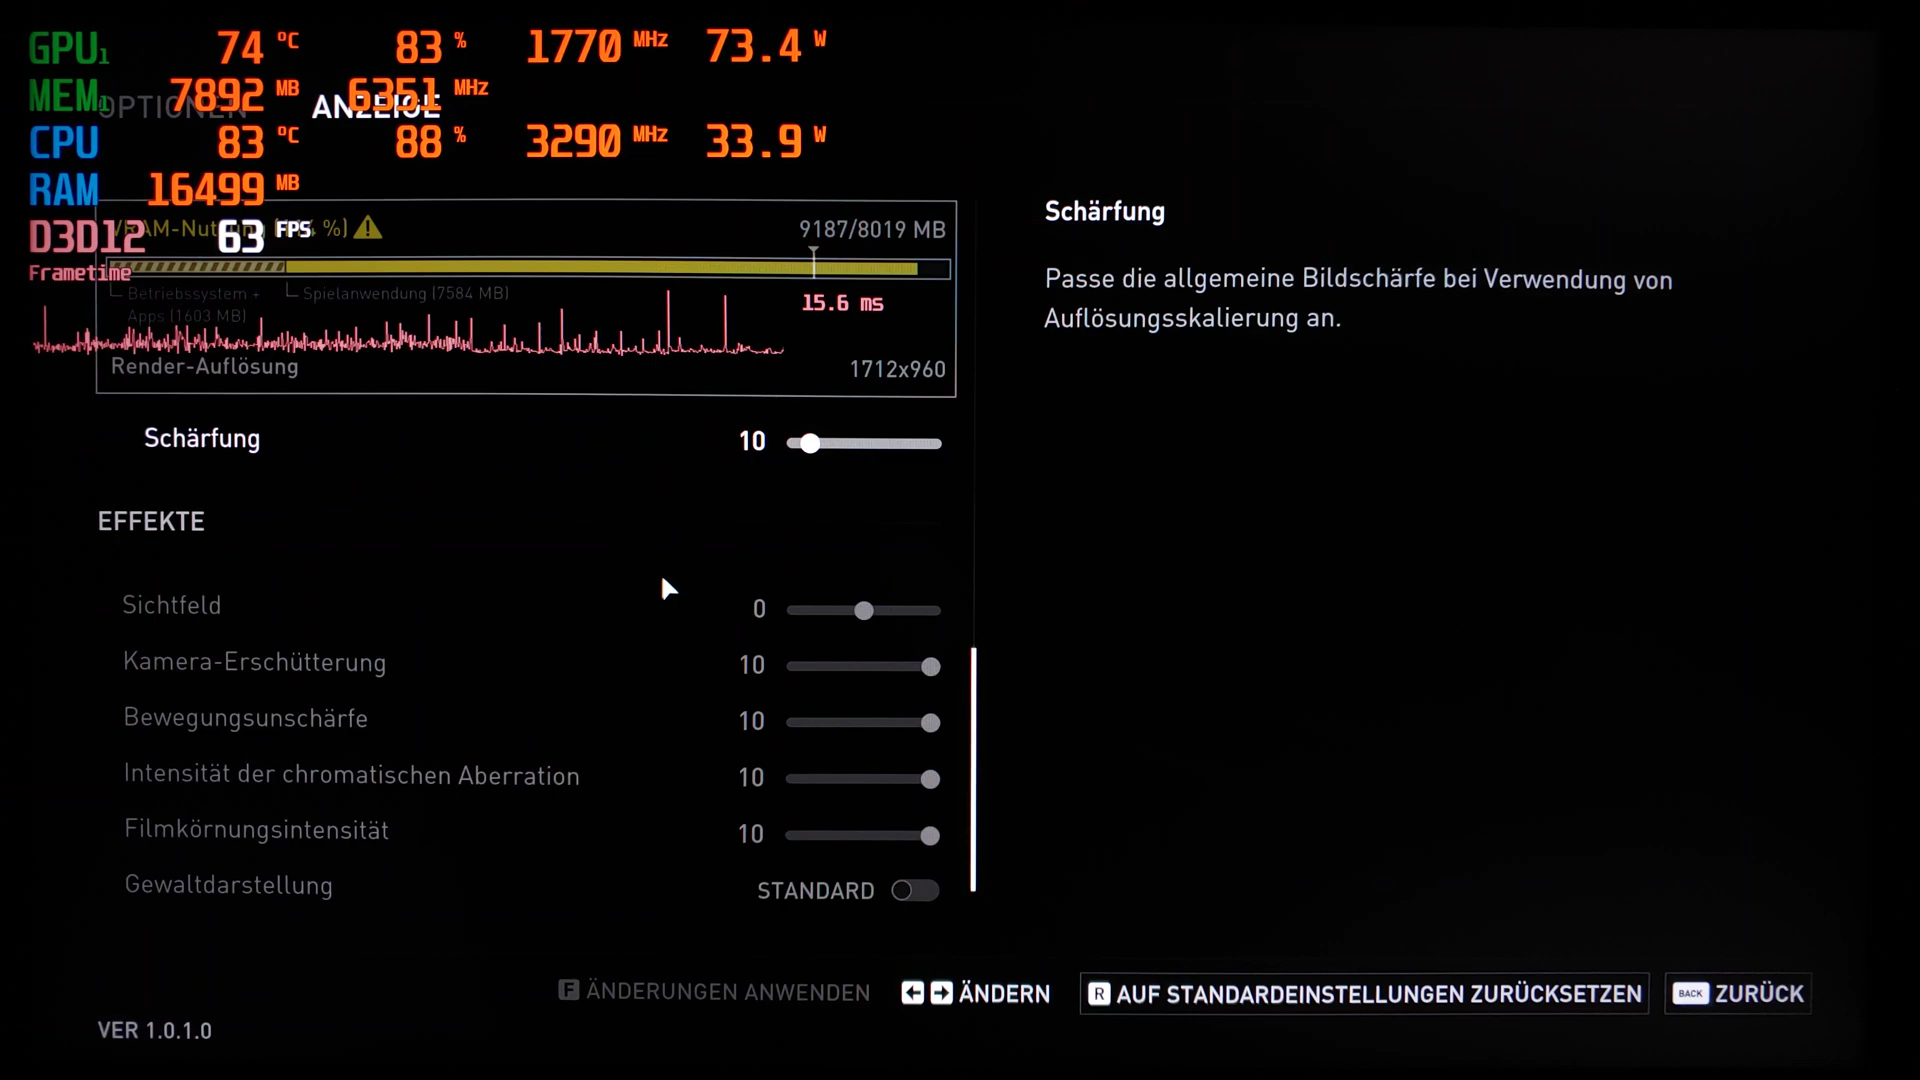 GPU1 74 °C 83 % 1770 MHz 73.4 W
MEM1 7892 MB 6351 MHz
OPTIONEN ANZEIGE
CPU 83 °C 88 % 3290 MHz 33.9 W
RAM 16499 MB
D3D12 63 FPS
%) 9187/8019 MB
Frametime
Betriebssystem + Apps (1603 MB)
Spielanwendung (7584 MB)
15.6 ms
Render-Auflösung 1712x960
Schärfung 10
EFFEKTE
Sichtfeld 0
Kamera-Erschütterung 10
Bewegungsunschärfe 10
Intensität der chromatischen Aberration 10
Filmkörnungsintensität 10
Gewaltdarstellung STANDARD
Schärfung
Passe die allgemeine Bildschärfe bei Verwendung von
Auflösungsskalierung an.
F ÄNDERUNGEN ANWENDEN ÄNDERN R AUF STANDARDEINSTELLUNGEN ZURÜCKSETZEN BACK ZURÜCK
VER 1.0.1.0